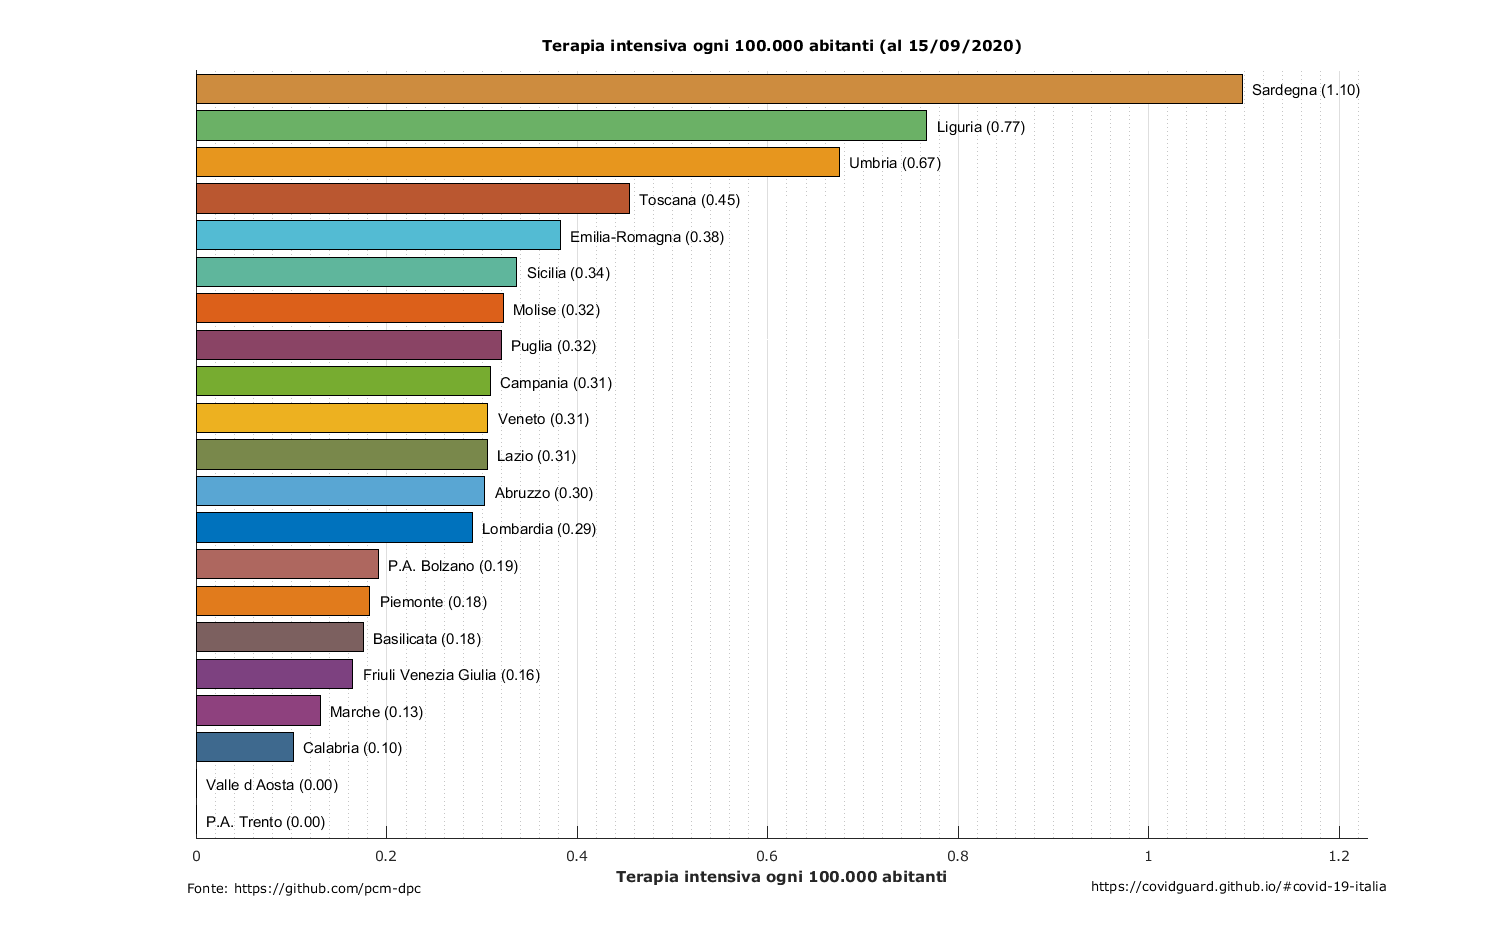 Terapia intensiva ogni 100.000 abitanti (al 15/09/2020)
Sardegna (1.10)
Liguria (0.77)
Umbria (0.67)
Toscana (0.45)
Emilia-Romagna (0.38)
Sicilia (0.34)
Molise (0.32)
Puglia (0.32)
Campania (0.31)
Veneto (0.31)
Lazio (0.31)
Abruzzo (0.30)
Lombardia (0.29)
P.A. Bolzano (0.19)
Piemonte (0.18)
Basilicata (0.18)
Friuli Venezia Giulia (0.16)
Marche (0.13)
Calabria (0.10)
Valle d Aosta (0.00)
P.A. Trento (0.00)
0 0.2 0.4 0.6 0.8 1 1.2
Terapia intensiva ogni 100.000 abitanti
Fonte: https://github.com/pcm-dpc
https://covidguard.github.io/#covid-19-italia